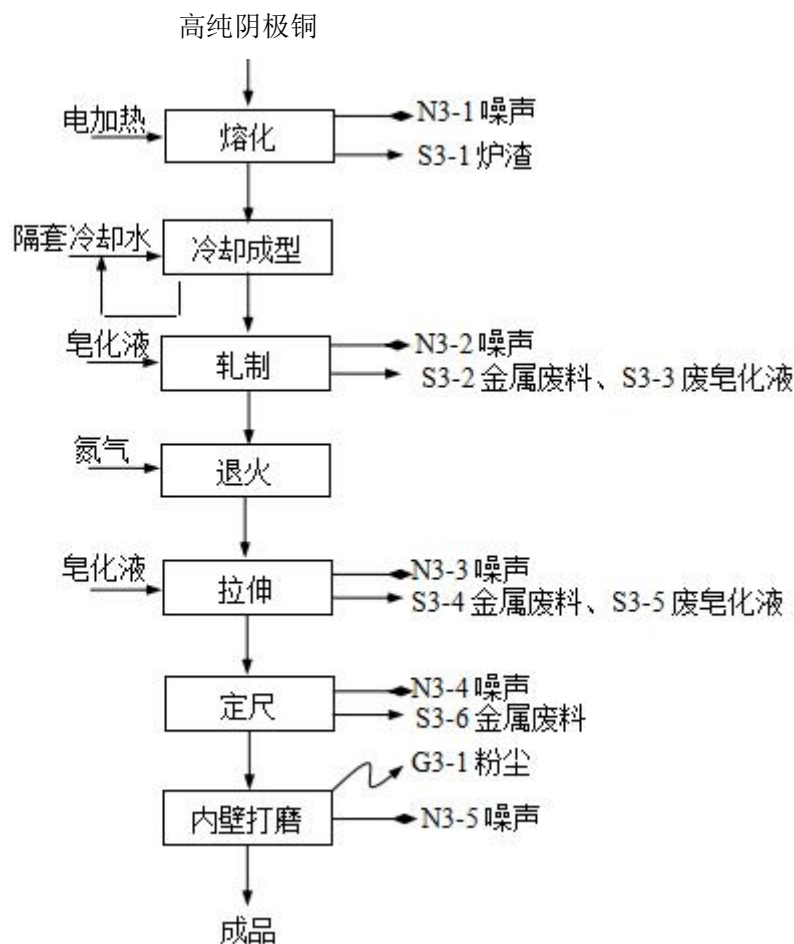 高纯阴极铜
电加热
熔化
N3-1噪声
S3-1炉渣
隔套冷却水
冷却成型
皂化液
轧制
N3-2噪声
S3-2金属废料、S3-3废皂化液
氮气
退火
皂化液
拉伸
N3-3噪声
S3-4金属废料、S3-5废皂化液
定尺
N3-4噪声
S3-6金属废料
G3-1粉尘
内壁打磨
N3-5噪声
成品